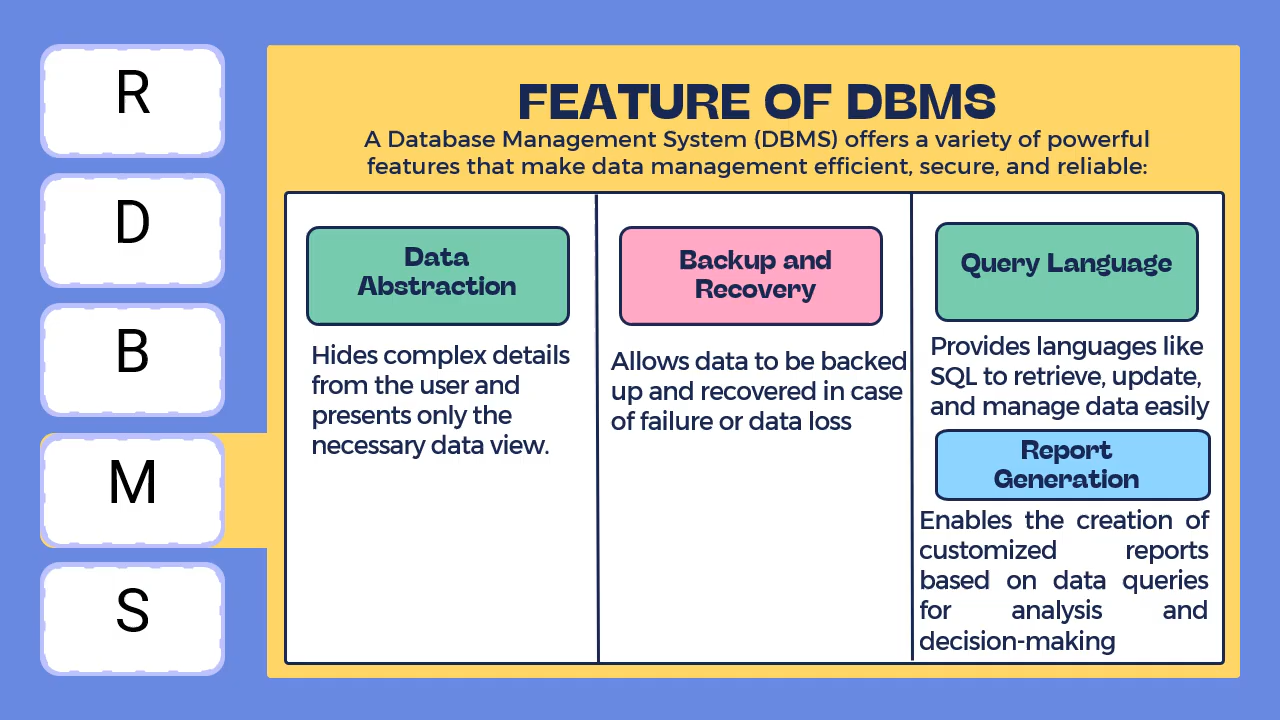 R
D
B
M
S
FEATURE OF DBMS
A Database Management System (DBMS) offers a variety of powerful
features that make data management efficient, secure, and reliable:
Data
Abstraction
Hides complex details
from the user and
presents only the
necessary data view.
Backup and
Recovery
Allows data to be backed
up and recovered in case
of failure or data loss
Query Language
Provides languages like
SQL to retrieve, update,
and manage data easily
Report
Generation
Enables the creation of
customized reports
based on data queries
for analysis and
decision-making